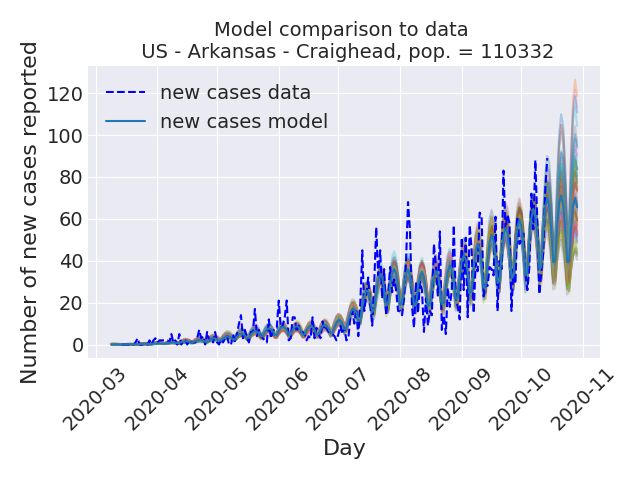 Model comparison to data
US - Arkansas - Craighead, pop. = 110332
Number of new cases reported
120
100
80
60
40
20
0
new cases data
new cases model
2020-03
2020-04
2020-05
2020-06
2020-07
2020-08
2020-09
2020-10
2020-11
Day